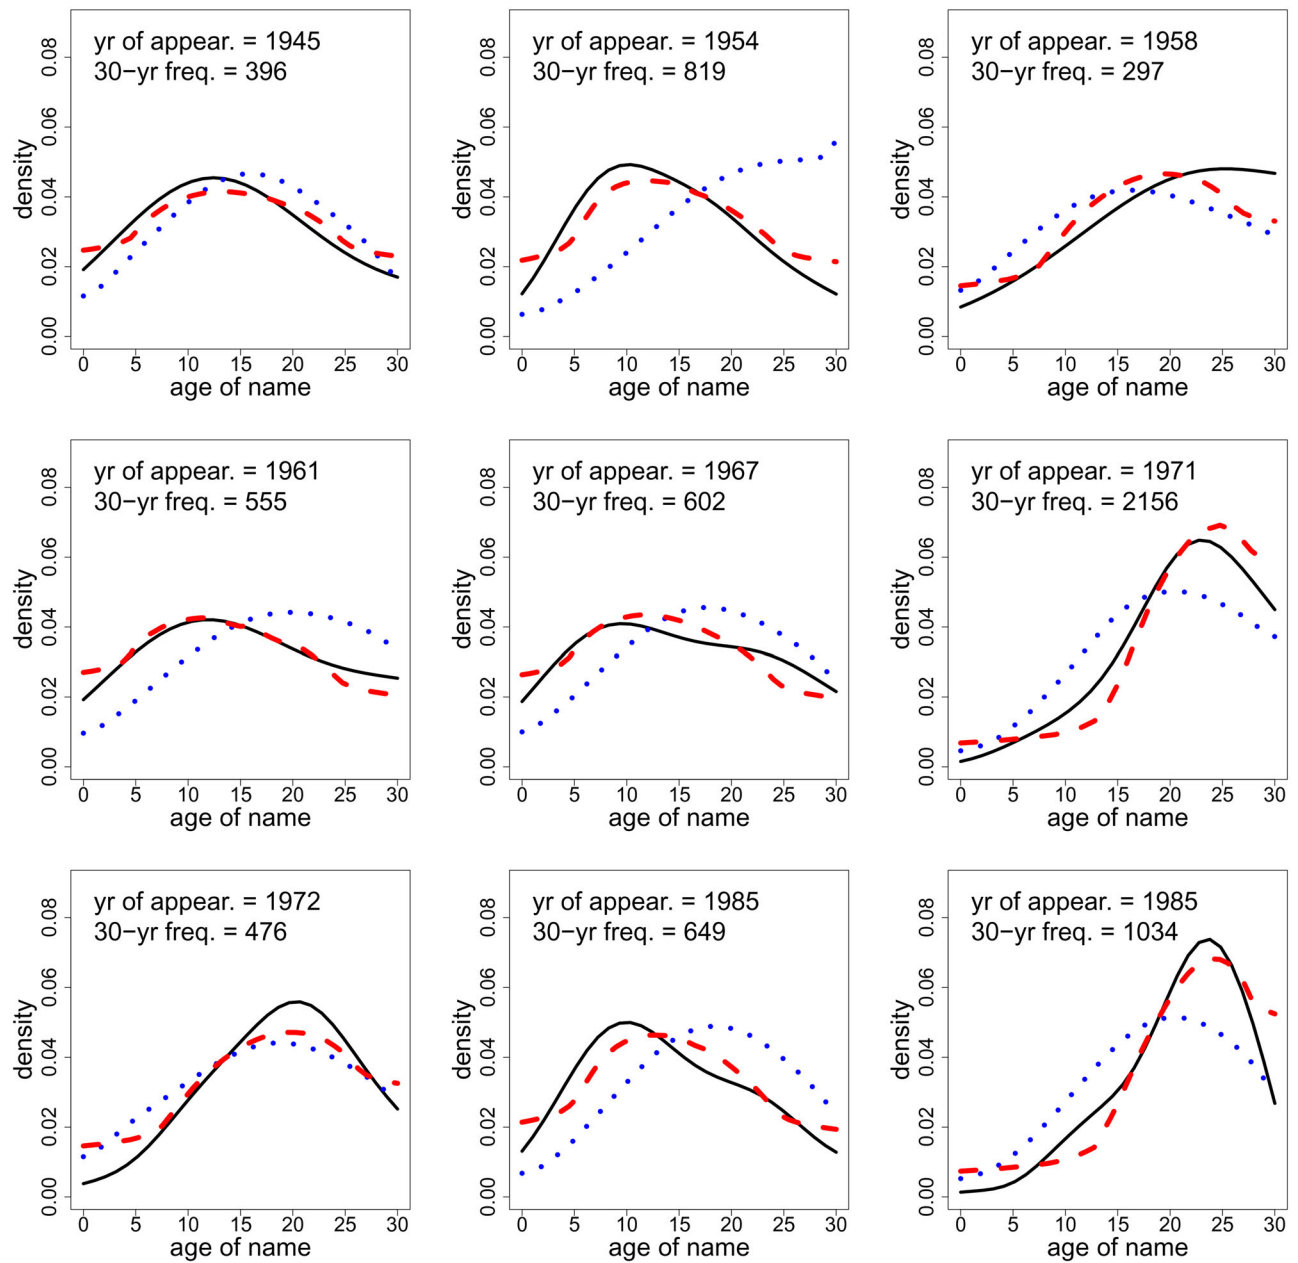 yr of appear. = 1945
30−yr freq. = 396
density
0.00 0.02 0.04 0.06 0.08
0 5 10 15 20 25 30
age of name
yr of appear. = 1954
30−yr freq. = 819
density
0.00 0.02 0.04 0.06 0.08
0 5 10 15 20 25 30
age of name
yr of appear. = 1958
30−yr freq. = 297
density
0.00 0.02 0.04 0.06 0.08
0 5 10 15 20 25 30
age of name
yr of appear. = 1961
30−yr freq. = 555
density
0.00 0.02 0.04 0.06 0.08
0 5 10 15 20 25 30
age of name
yr of appear. = 1967
30−yr freq. = 602
density
0.00 0.02 0.04 0.06 0.08
0 5 10 15 20 25 30
age of name
yr of appear. = 1971
30−yr freq. = 2156
density
0.00 0.02 0.04 0.06 0.08
0 5 10 15 20 25 30
age of name
yr of appear. = 1972
30−yr freq. = 476
density
0.00 0.02 0.04 0.06 0.08
0 5 10 15 20 25 30
age of name
yr of appear. = 1985
30−yr freq. = 649
density
0.00 0.02 0.04 0.06 0.08
0 5 10 15 20 25 30
age of name
yr of appear. = 1985
30−yr freq. = 1034
density
0.00 0.02 0.04 0.06 0.08
0 5 10 15 20 25 30
age of name